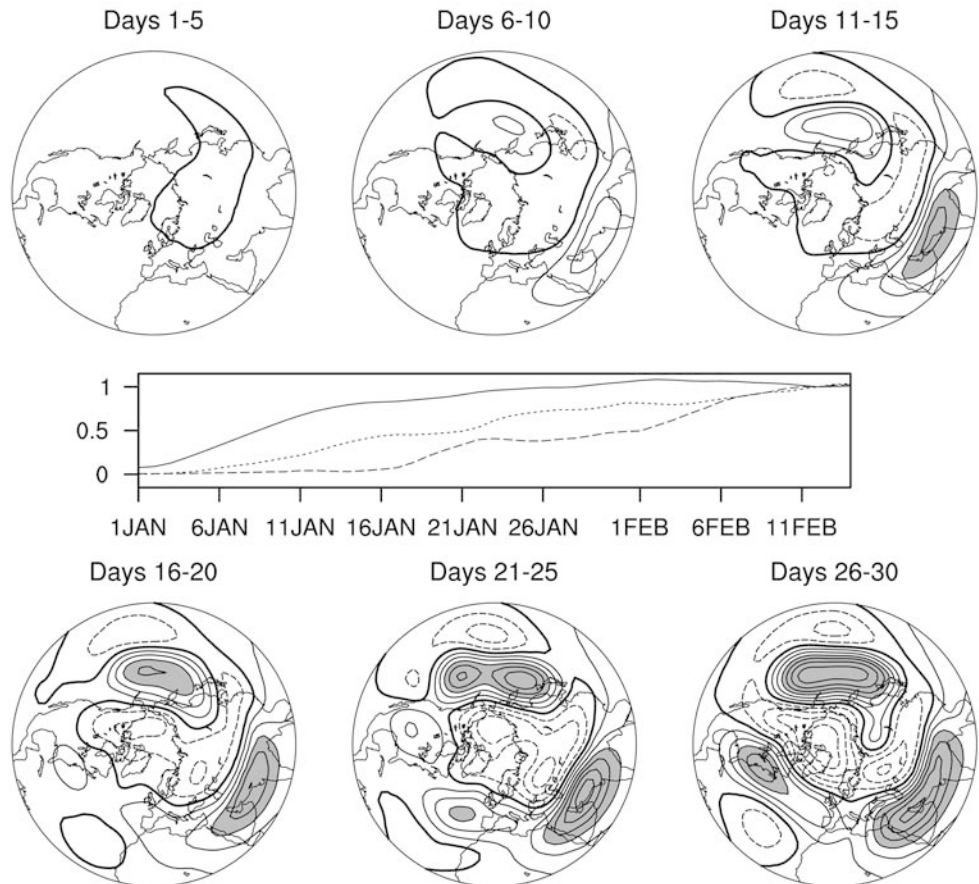 Days 1-5 Days 6-10 Days 11-15
1
0.5
0
1JAN 6JAN 11JAN 16JAN 21JAN 26JAN 1FEB 6FEB 11FEB
Days 16-20 Days 21-25 Days 26-30